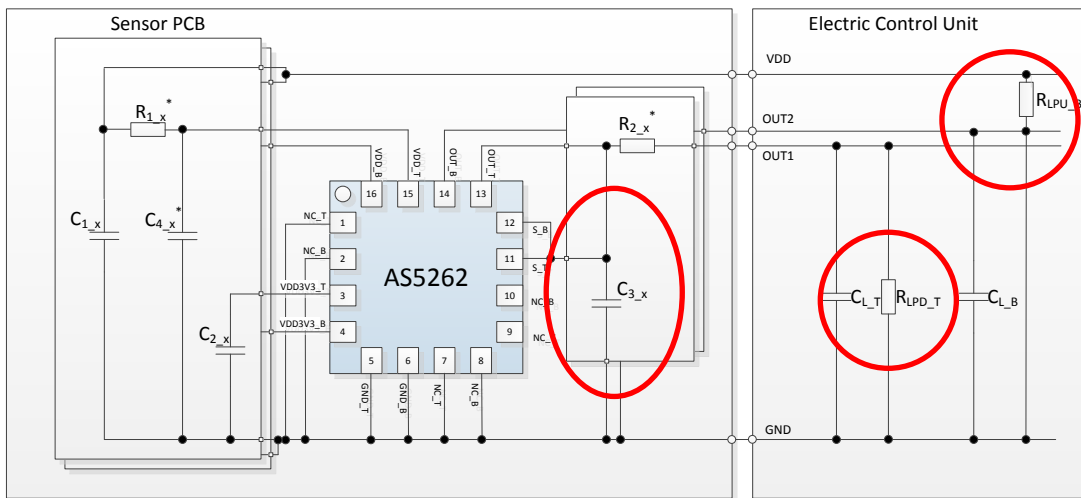 Sensor PCB
Electric Control Unit
VDD
R1_x*
R2_x*
RLPU_B
OUT2
OUT1
VDD_B
VDD_T
OUT_B
OUT_T
16
15
14
13
C1_x
C4_x*
NC_T
1
12
S_B
NC_B
2
11
S_T
AS5262
VDD3V3_T
3
10
NC_B
C3_x
CL_T
RLPD_T
CL_B
C2_x
VDD3V3_B
4
9
NC_
5
6
7
8
GND_T
GND_B
NC_T
NC_B
GND